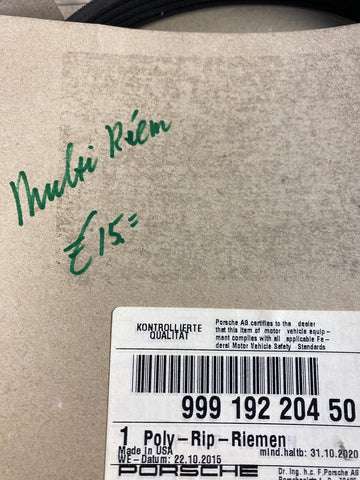 Multi Riem
€ 15=
KONTROLLIERTE
QUALITÄT
Porsche AG certifies to the dealer
that this item of motor vehicle equip-
ment complies with all applicable Fe-
deral Motor Vehicle Safety Standards
999 192 204 50
1 Poly-Rip-Riemen
Made in USA mind.haltb: 31.10.2020
WE-Datum: 22.10.2015
PORSCHE Dr. Ing. h.c. F.Porsche AG